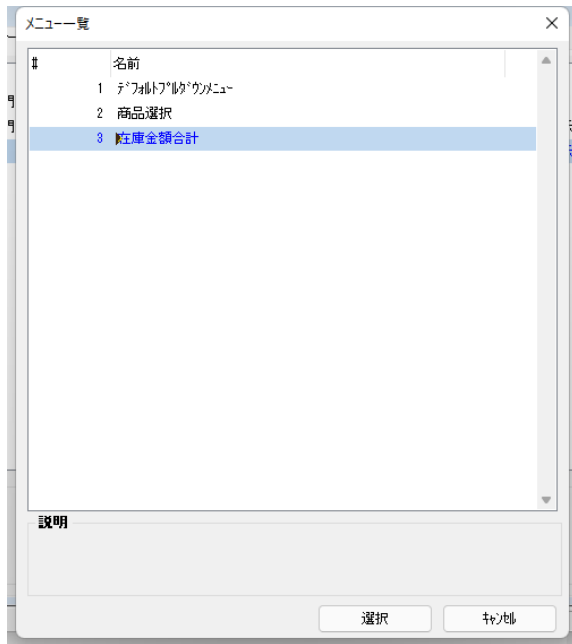 メニュー一覧
# 名前
1 ﾃﾞﾌｫﾙﾄﾌﾟﾙﾀﾞｳﾝﾒﾆｭｰ
2 商品選択
3 在庫金額合計
説明
選択 ｷｬﾝｾﾙ